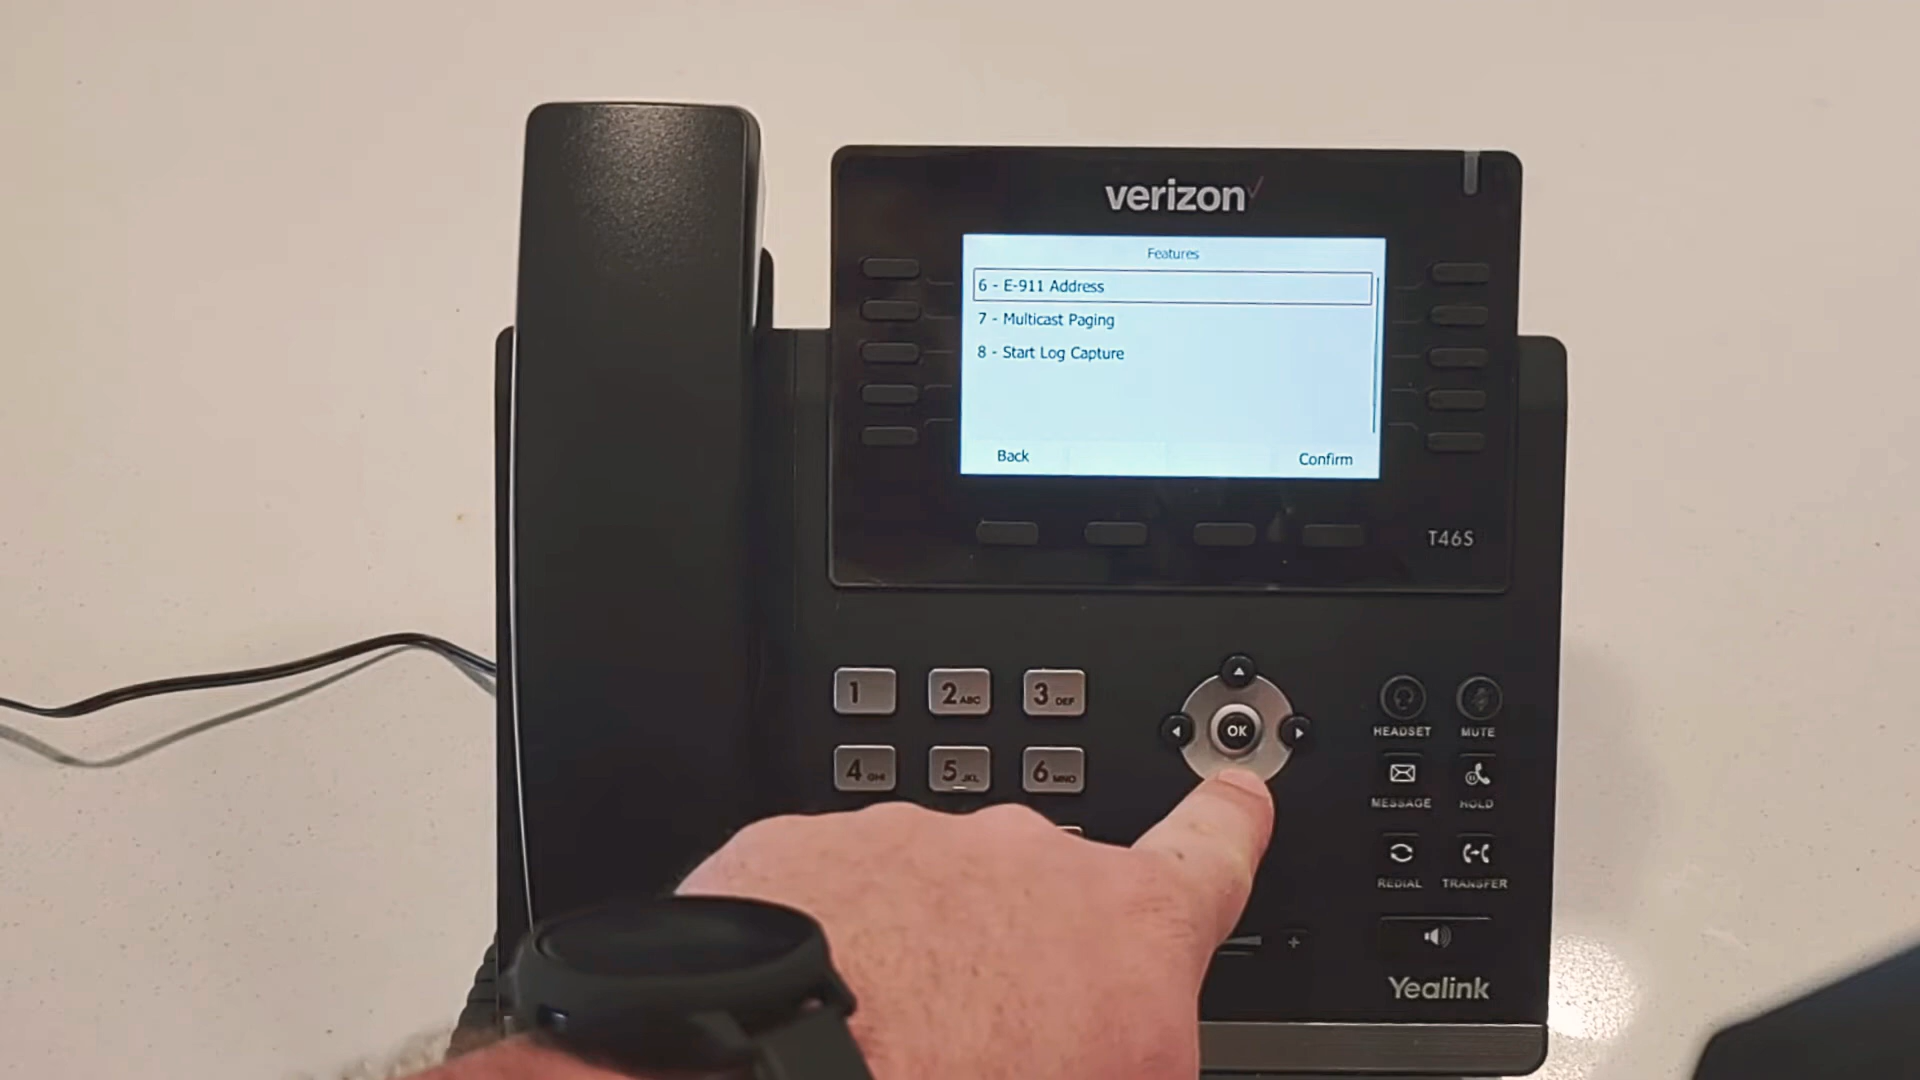 verizon
Features
6 - E-911 Address
7 - Multicast Paging
8 - Start Log Capture
Back
Confirm
T46S
1
2 ABC
3 DEF
OK
HEADSET
MUTE
4 GHI
5 JKL
6 MNO
MESSAGE
HOLD
REDIAL
TRANSFER
+
Yealink